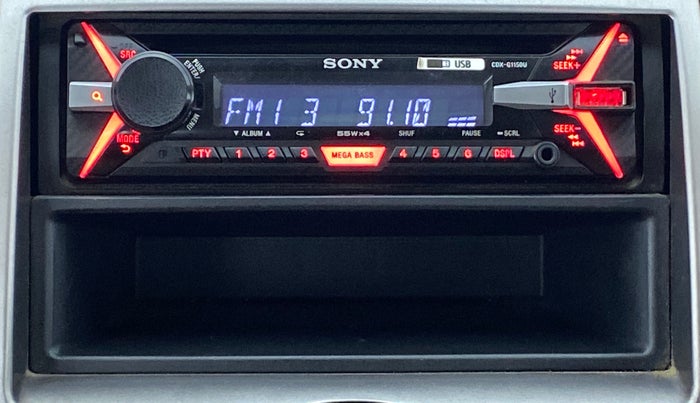 SRC
PUSH ENTER/
MENU
SONY
USB
CDX-G1150U
SEEK+
FM1 3 91.10
MODE
▼ ALBUM ▲
55W×4
SHUF
PAUSE
SCRL
SEEK-
PTY 1 2 3 MEGA BASS 4 5 6 DSPL